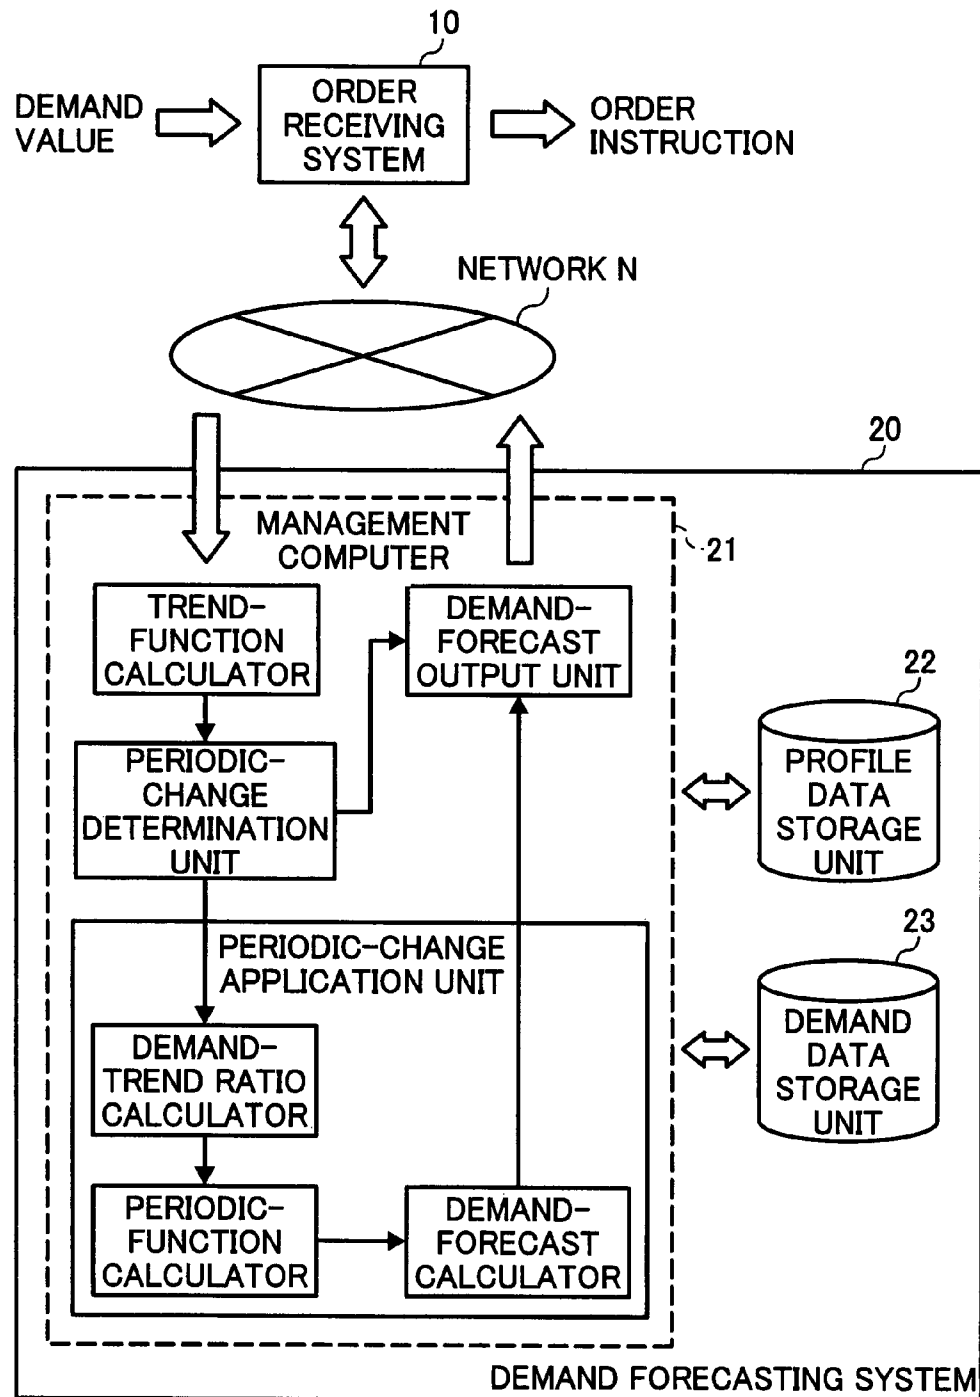 10
DEMAND
VALUE
ORDER
RECEIVING
SYSTEM
ORDER
INSTRUCTION
NETWORK N
20
MANAGEMENT
COMPUTER
21
TREND-
FUNCTION
CALCULATOR
DEMAND-
FORECAST
OUTPUT UNIT
PERIODIC-
CHANGE
DETERMINATION
UNIT
22
PROFILE
DATA
STORAGE
UNIT
PERIODIC-CHANGE
APPLICATION UNIT
23
DEMAND
DATA
STORAGE
UNIT
DEMAND-
TREND RATIO
CALCULATOR
PERIODIC-
FUNCTION
CALCULATOR
DEMAND-
FORECAST
CALCULATOR
DEMAND FORECASTING SYSTEM